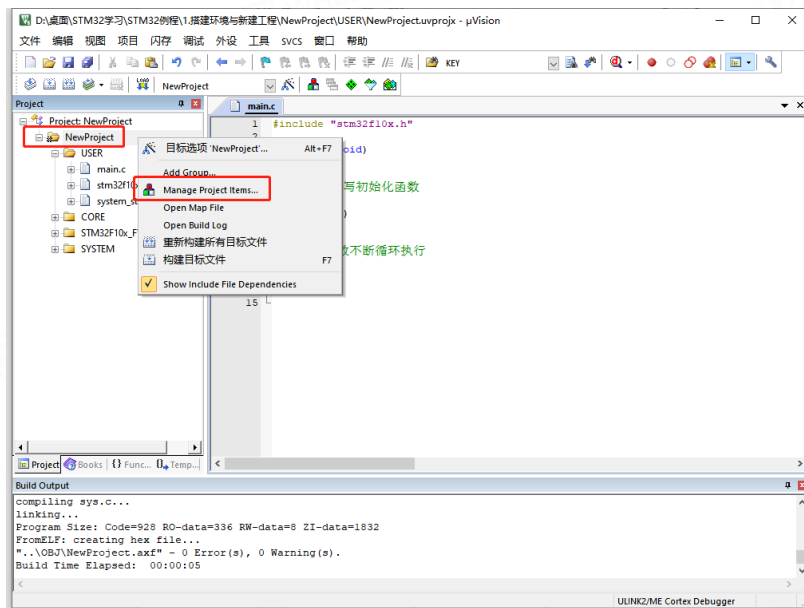 D:\桌面\STM32学习\STM32例程\1.搭建环境与新建工程\NewProject\USER\NewProject.uvprojx - µVision
文件 编辑 视图 项目 闪存 调试 外设 工具 SVCS 窗口 帮助
KEY
LOAD NewProject
Project
main.c
Project: NewProject
NewProject
USER
main.c
stm32f10
system_s
CORE
STM32F10x_F
SYSTEM
目标选项 'NewProject'... Alt+F7
Add Group...
Manage Project Items...
Open Map File
Open Build Log
重新构建所有目标文件
构建目标文件 F7
Show Include File Dependencies
1 #include "stm32f10x.h"
2
oid)
写初始化函数
}
不断循环执行
15
Project Books {} Func... Temp...
Build Output
compiling sys.c...
linking...
Program Size: Code=928 RO-data=336 RW-data=8 ZI-data=1832
FromELF: creating hex file...
"..\OBJ\NewProject.axf" - 0 Error(s), 0 Warning(s).
Build Time Elapsed: 00:00:05
ULINK2/ME Cortex Debugger